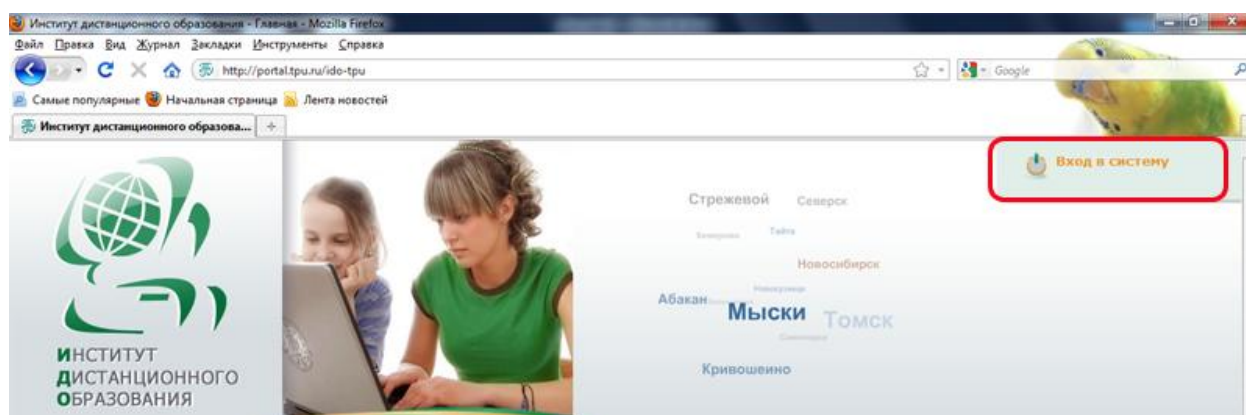 Институт дистанционного образования - Главная - Mozilla Firefox
Файл Правка Вид Журнал Закладки Инструменты Справка
http://portal.tpu.ru/ido-tpu
Google
Самые популярные Начальная страница Лента новостей
Институт дистанционного образова...
Вход в систему
Стрежевой Северск
Тайга
Новосибирск
Абакан
Мыски Томск
Кривошеино
ИНСТИТУТ
ДИСТАНЦИОННОГО
ОБРАЗОВАНИЯ